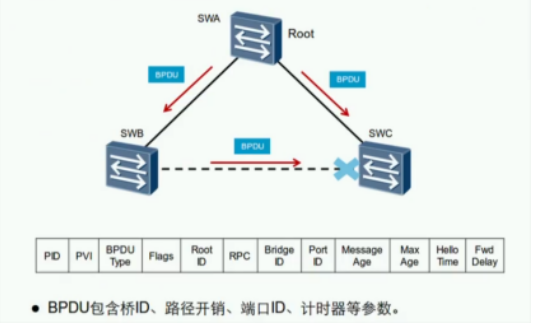 SWA
Root
BPDU
BPDU
SWB
BPDU
SWC
PID PVI BPDU Type Flags Root ID RPC Bridge ID Port ID Message Age Max Age Hello Time Fwd Delay
● BPDU包含桥ID、路径开销、端口ID、计时器等参数。